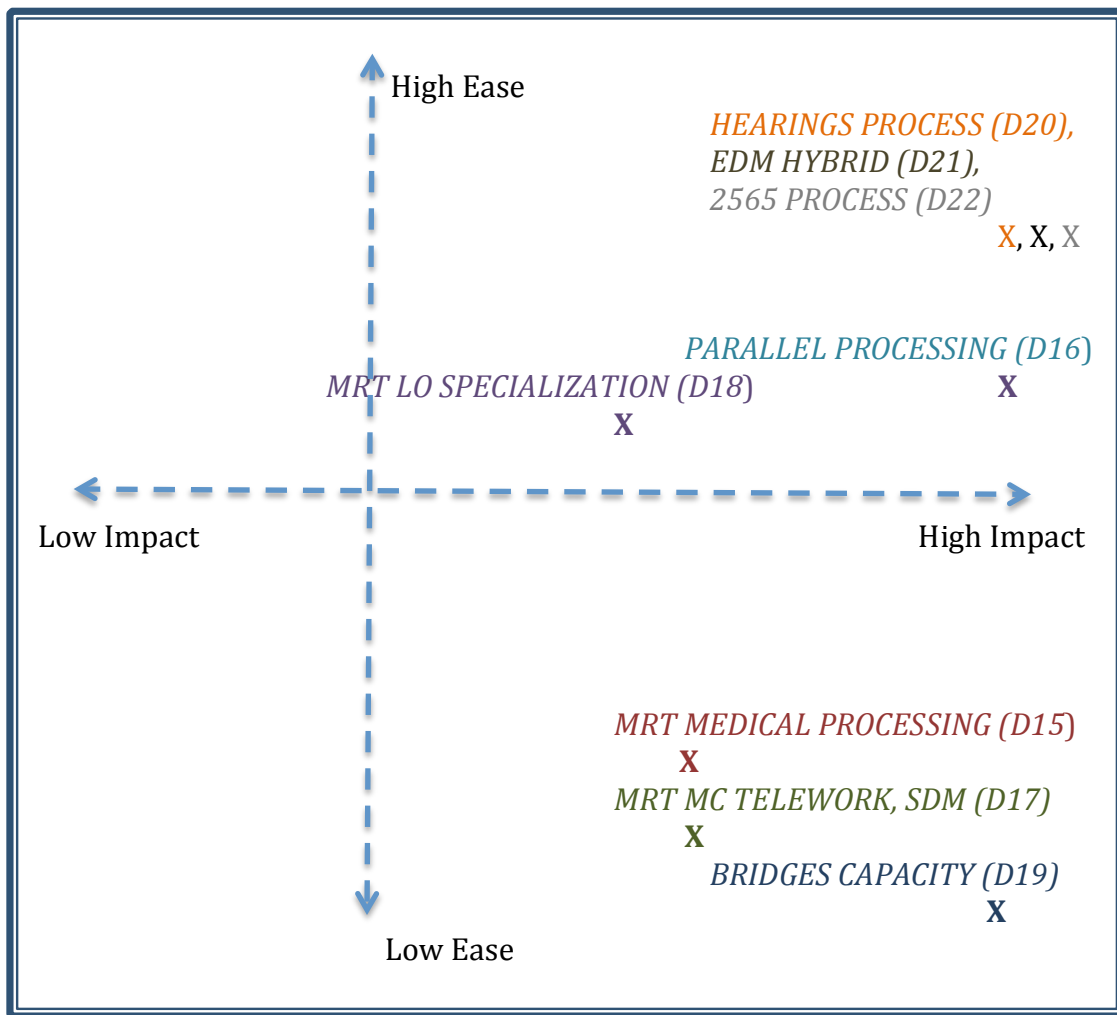 High Ease
HEARINGS PROCESS (D20),
EDM HYBRID (D21),
2565 PROCESS (D22)
X, X, X
PARALLEL PROCESSING (D16)
X
MRT LO SPECIALIZATION (D18)
X
Low Impact
High Impact
MRT MEDICAL PROCESSING (D15)
X
MRT MC TELEWORK, SDM (D17)
X
BRIDGES CAPACITY (D19)
X
Low Ease